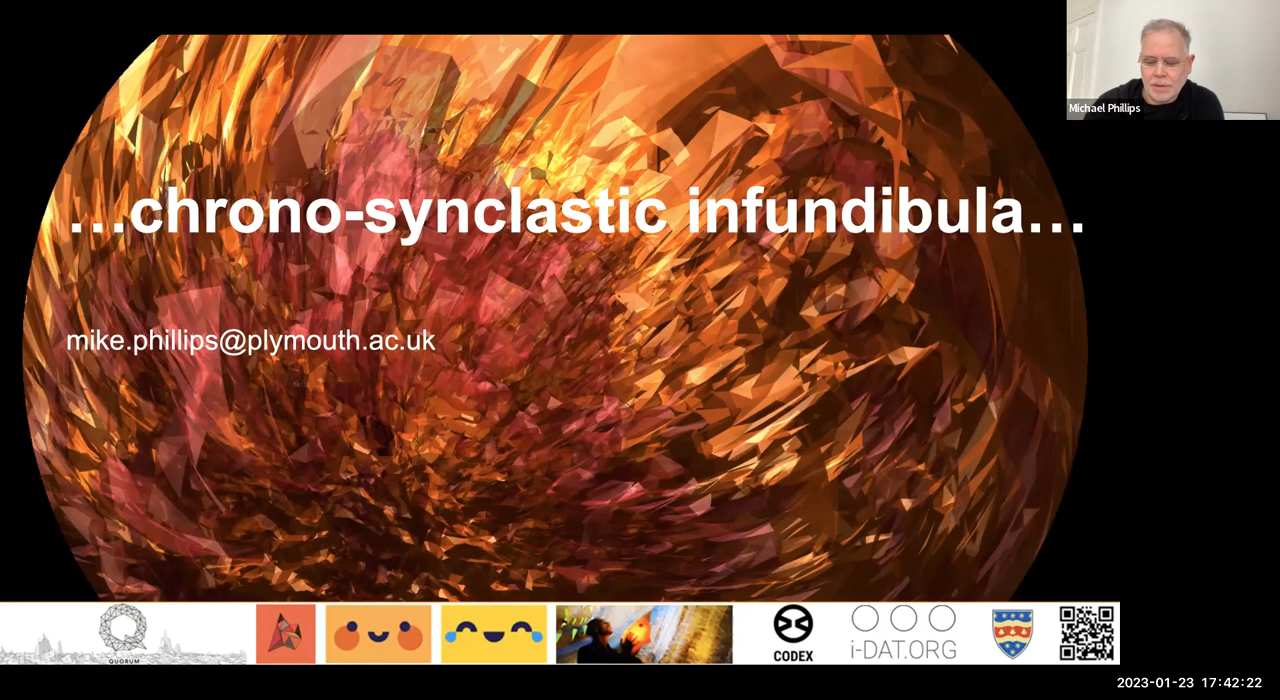 Michael Phillips
…chrono-synclastic infundibula…
mike.phillips@plymouth.ac.uk
QUORUM
CODEX
i-DAT.ORG
2023-01-23 17:42:22